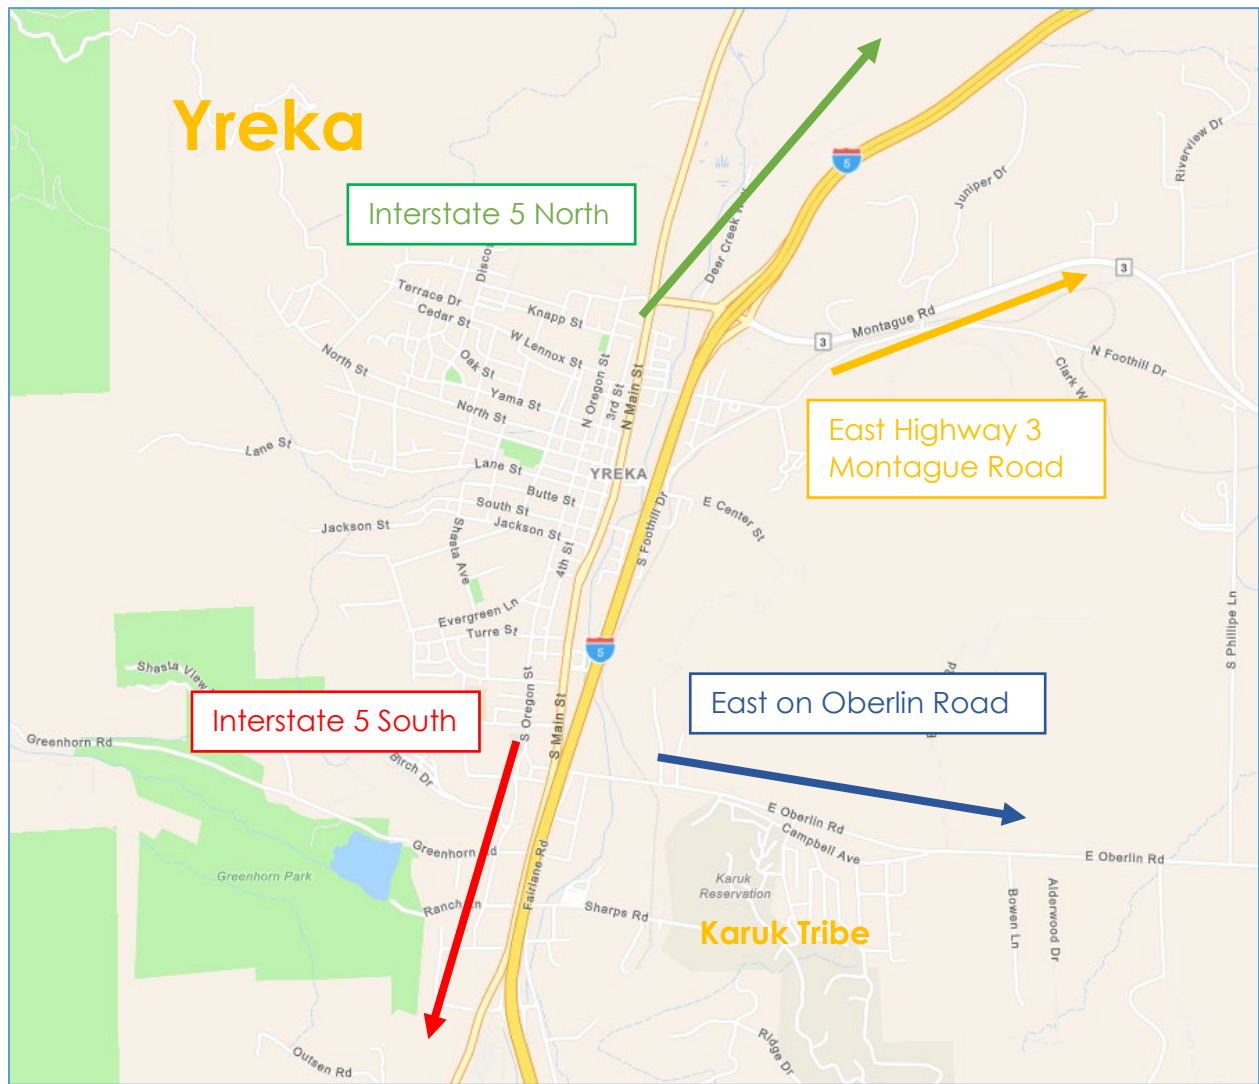 Yreka
5
Riverview Dr
Juniper Dr
Interstate 5 North
Deer Creek W
Disco
3
Terrace Dr
Cedar St
Knapp St
Montague Rd
3
W Lennox St
North St
Oak St
N Oregon St
3rd St
N Main St
N Foothill Dr
Clark W
Yama St
North St
East Highway 3
Montague Road
Lane St
Lane St
YREKA
Butte St
South St
Jackson St
Jackson St
Shasta Ave
4th St
S Foothill Dr
E Center St
Evergreen Ln
Turre St
S Phillipe Ln
5
Shasta View
Rd
Interstate 5 South
S Oregon St
S Main St
East on Oberlin Road
Greenhorn Rd
Birch Dr
E Oberlin Rd
Campbell Ave
E Oberlin Rd
Greenhorn Rd
Fairlane Rd
Greenhorn Park
Karuk
Reservation
Ranch Ln
Sharps Rd
Bowen Ln
Alderwood Dr
Karuk Tribe
Outsen Rd
Ridge Dr